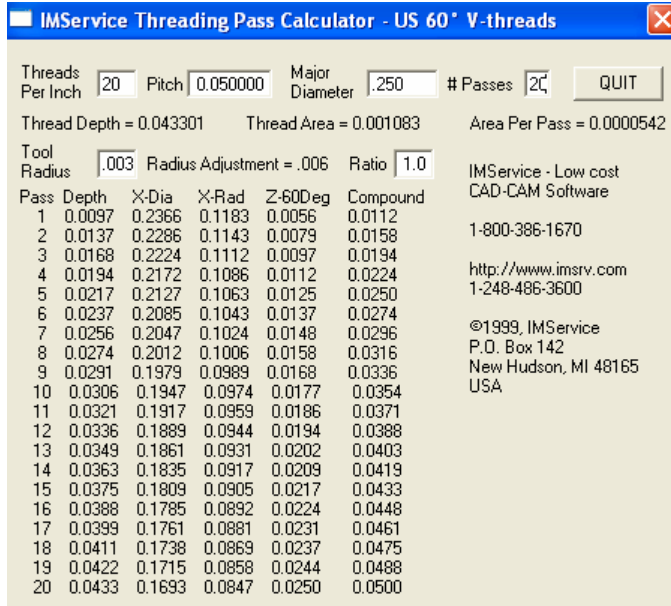 IMService Threading Pass Calculator - US 60° V-threads
Threads Per Inch 20 Pitch 0.050000 Major Diameter .250 # Passes 20 QUIT
Thread Depth = 0.043301 Thread Area = 0.001083 Area Per Pass = 0.0000542
Tool Radius .003 Radius Adjustment = .006 Ratio 1.0
Pass Depth X-Dia X-Rad Z-60Deg Compound
1 0.0097 0.2366 0.1183 0.0056 0.0112
2 0.0137 0.2286 0.1143 0.0079 0.0158
3 0.0168 0.2224 0.1112 0.0097 0.0194
4 0.0194 0.2172 0.1086 0.0112 0.0224
5 0.0217 0.2127 0.1063 0.0125 0.0250
6 0.0237 0.2085 0.1043 0.0137 0.0274
7 0.0256 0.2047 0.1024 0.0148 0.0296
8 0.0274 0.2012 0.1006 0.0158 0.0316
9 0.0291 0.1979 0.0989 0.0168 0.0336
10 0.0306 0.1947 0.0974 0.0177 0.0354
11 0.0321 0.1917 0.0959 0.0186 0.0371
12 0.0336 0.1889 0.0944 0.0194 0.0388
13 0.0349 0.1861 0.0931 0.0202 0.0403
14 0.0363 0.1835 0.0917 0.0209 0.0419
15 0.0375 0.1809 0.0905 0.0217 0.0433
16 0.0388 0.1785 0.0892 0.0224 0.0448
17 0.0399 0.1761 0.0881 0.0231 0.0461
18 0.0411 0.1738 0.0869 0.0237 0.0475
19 0.0422 0.1715 0.0858 0.0244 0.0488
20 0.0433 0.1693 0.0847 0.0250 0.0500
IMService - Low cost
CAD-CAM Software
1-800-386-1670
http://www.imsrv.com
1-248-486-3600
©1999, IMService
P.O. Box 142
New Hudson, MI 48165
USA